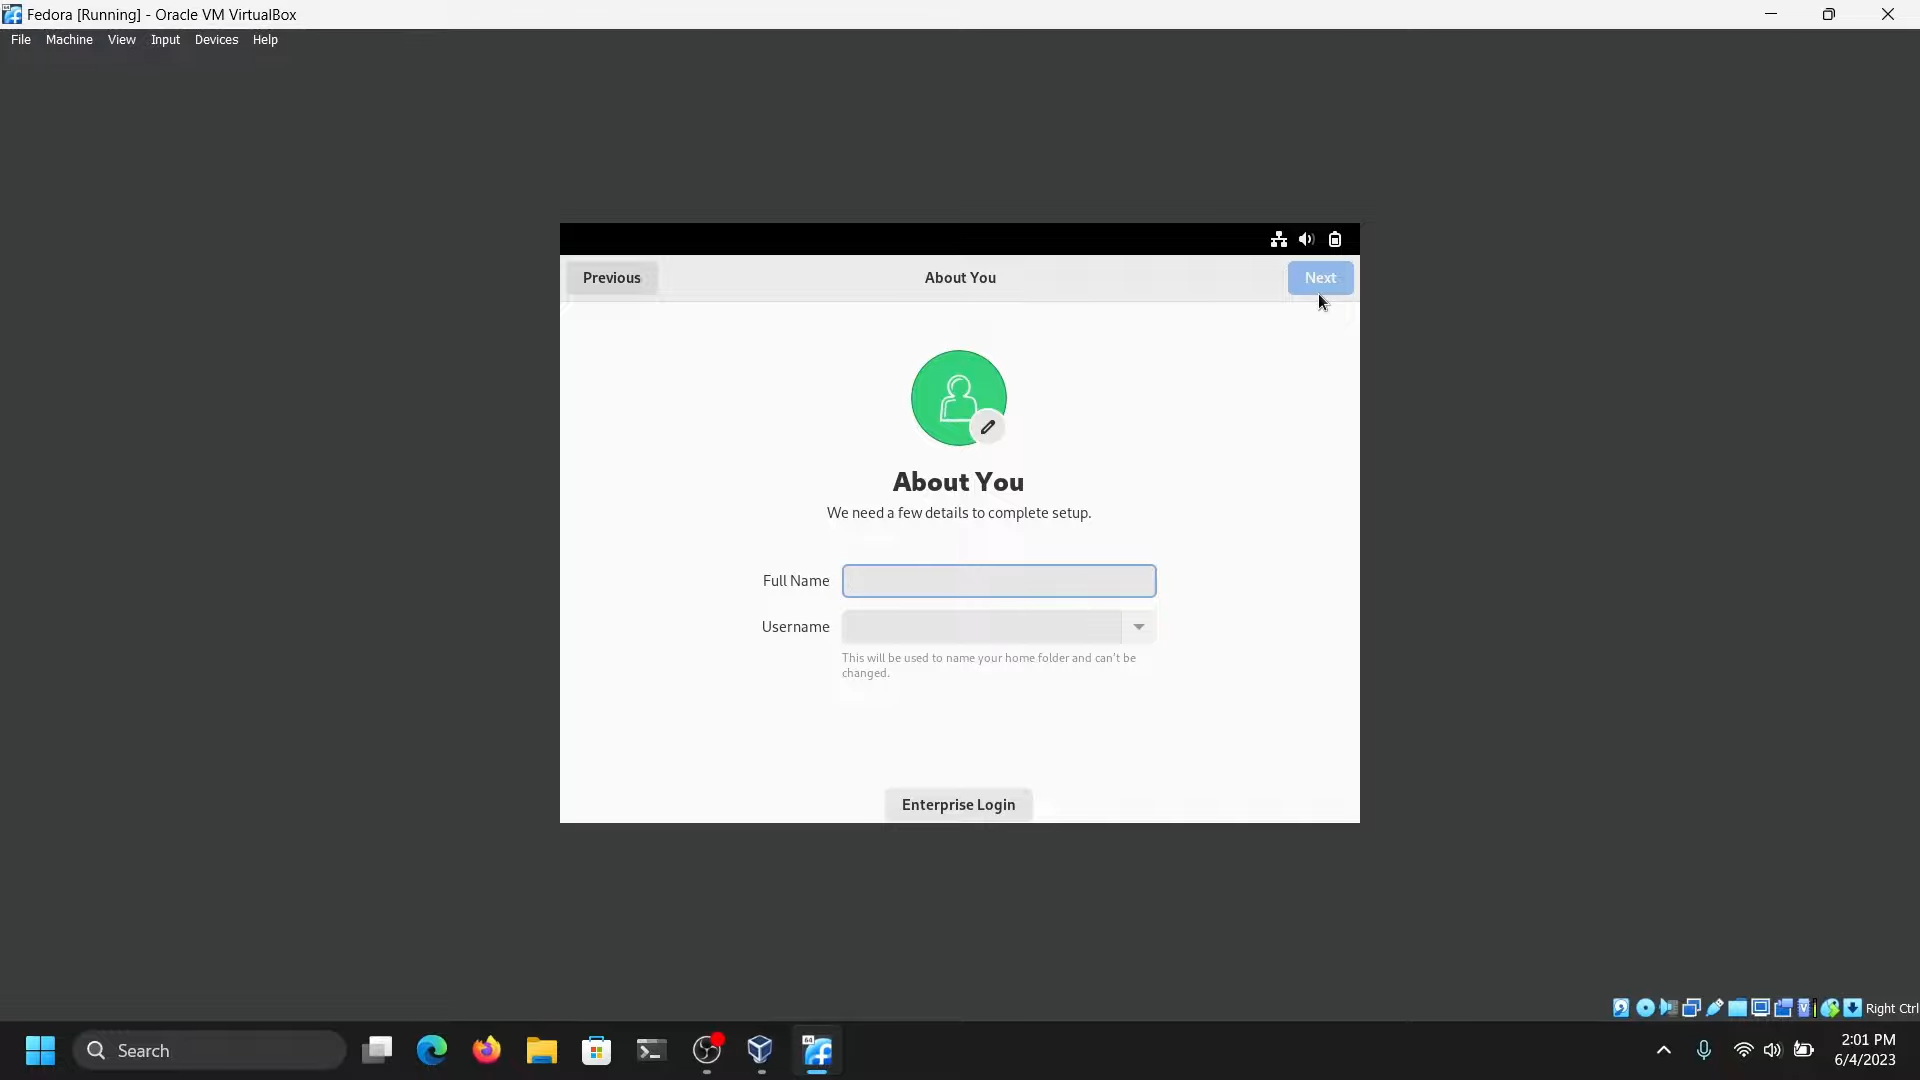 Fedora [Running] - Oracle VM VirtualBox
File Machine View Input Devices Help
Previous About You Next
About You
We need a few details to complete setup.
Full Name
Username
This will be used to name your home folder and can't be
changed.
Enterprise Login
Right Ctrl
Search
64
2:01 PM
6/4/2023